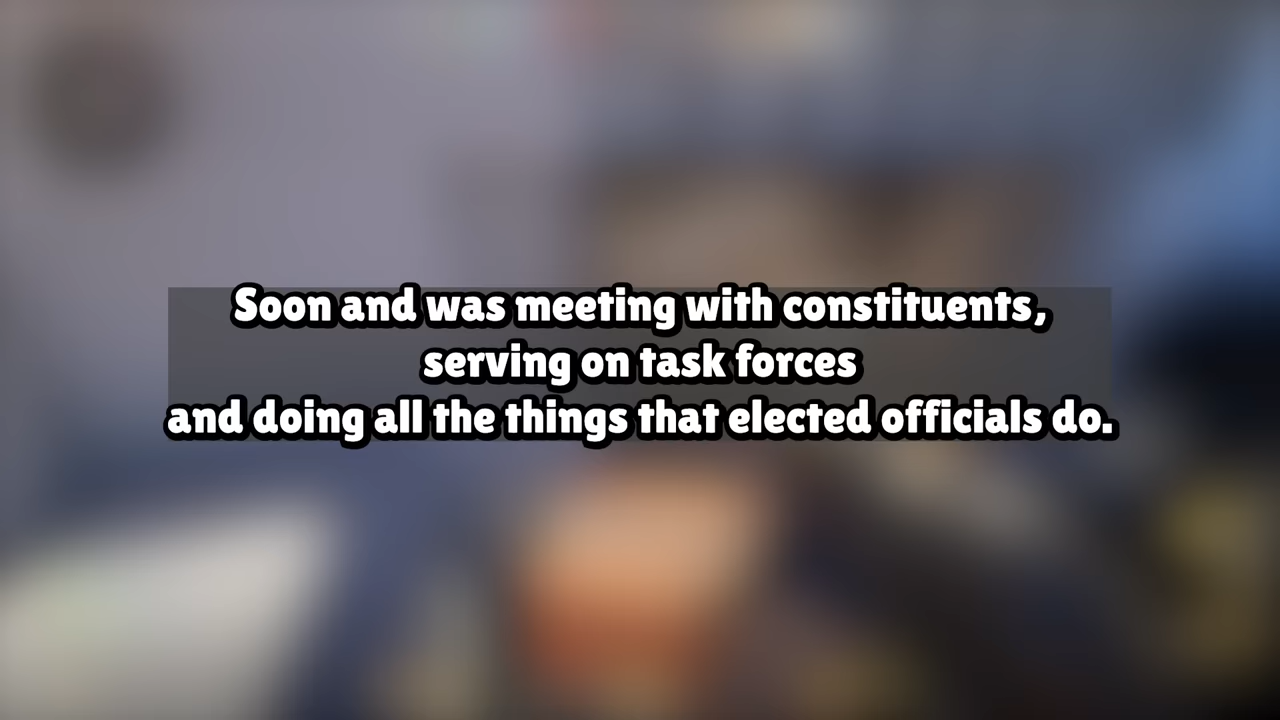 Soon and was meeting with constituents,
serving on task forces
and doing all the things that elected officials do.